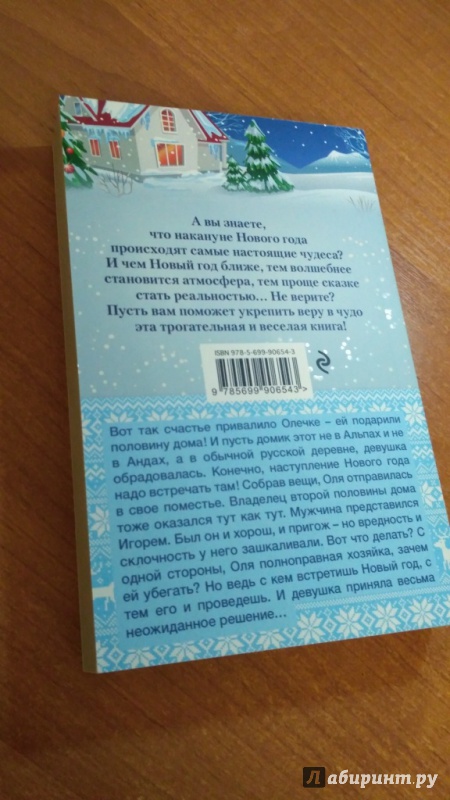 А вы знаете,
что накануне Нового года
происходят самые настоящие чудеса?
И чем Новый год ближе, тем волшебнее
становится атмосфера, тем проще сказке
стать реальностью... Не верите?
Пусть вам поможет укрепить веру в чудо
эта трогательная и веселая книга!
ISBN 978-5-699-90654-3
9 785699 906543 >
Вот так счастье привалило Олечке – ей подарили
половину дома! И пусть домик этот не в Альпах и не
в Андах, а в обычной русской деревне, девушка
обрадовалась. Конечно, наступление Нового года
надо встречать там! Собрав вещи, Оля отправилась
в свое поместье. Владелец второй половины дома
тоже оказался тут как тут. Мужчина представился
Игорем. Был он и хорош, и пригож – но вредность и
склочность у него зашкаливали. Вот что делать? С
одной стороны, Оля полноправная хозяйка, зачем
ей убегать? Но ведь с кем встретишь Новый год, с
тем его и проведешь. И девушка приняла весьма
неожиданное решение...
Лабиринт.ру